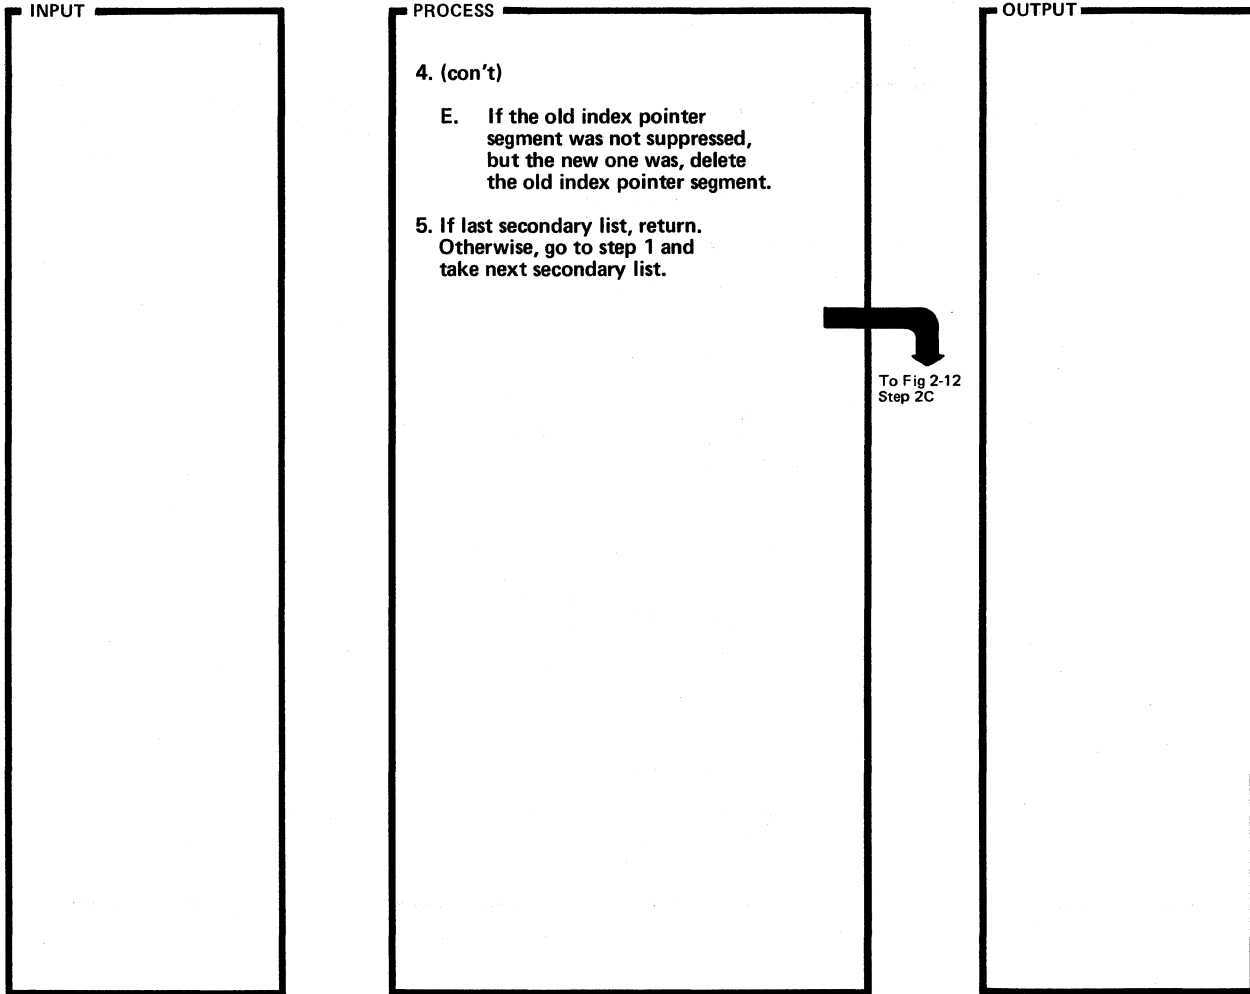 INPUT
PROCESS
OUTPUT
4. (con't)
E. If the old index pointer
segment was not suppressed,
but the new one was, delete
the old index pointer segment.
5. If last secondary list, return.
Otherwise, go to step 1 and
take next secondary list.
To Fig 2-12
Step 2C